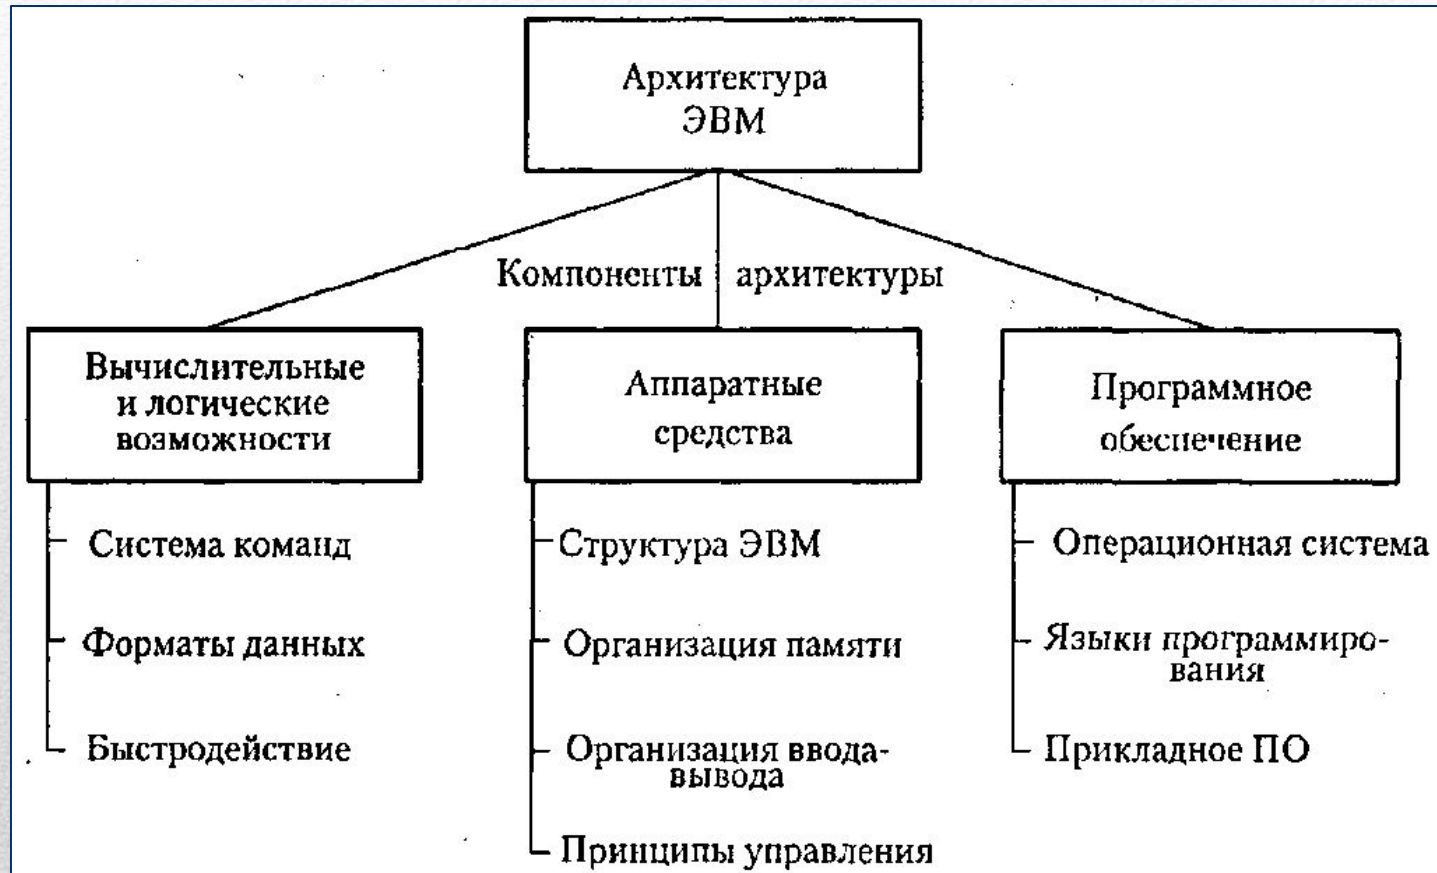 Архитектура
ЭВМ
Компоненты архитектуры
Вычислительные
и логические
возможности
Аппаратные
средства
Программное
обеспечение
Система команд
Форматы данных
Быстродействие
Структура ЭВМ
Организация памяти
Организация ввода-
вывода
Принципы управления
Операционная система
Языки программиро-
вания
Прикладное ПО